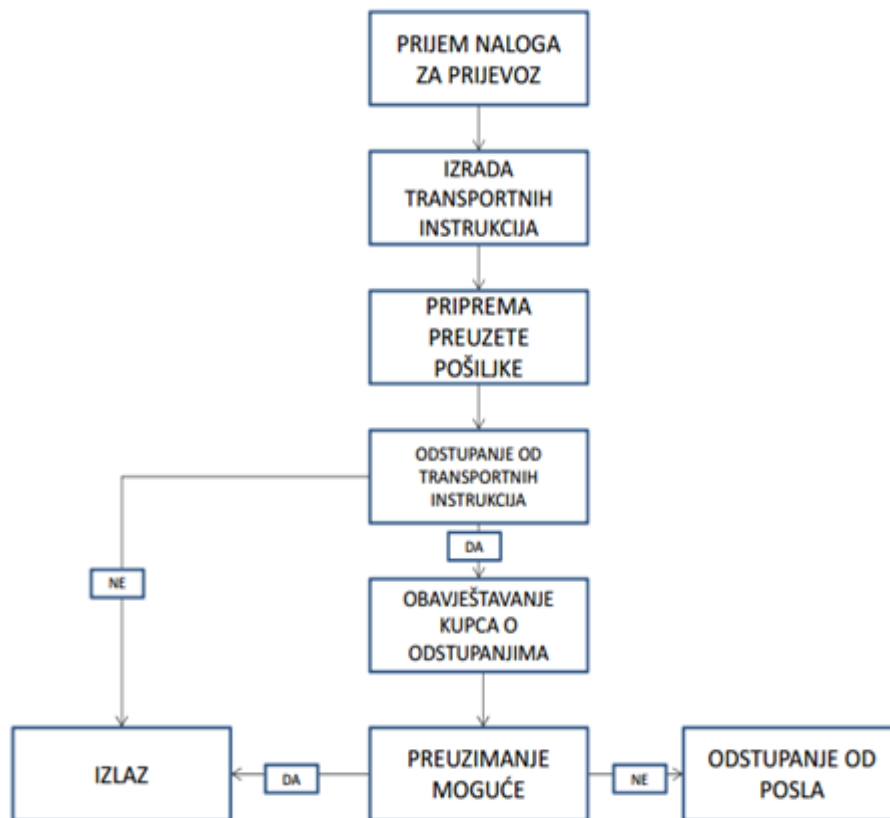 PRIJEM NALOGA
ZA PRIJEVOZ
IZRADA
TRANSPORTNIH
INSTRUKCIJA
PRIPREMA
PREUZETE
POŠILJKE
ODSTUPANJE OD
TRANSPORTNIH
INSTRUKCIJA
DA
NE
OBAVJEŠTAVANJE
KUPCA O
ODSTUPANJIMA
IZLAZ
DA
PREUZIMANJE
MOGUĆE
NE
ODSTUPANJE OD
POSLA